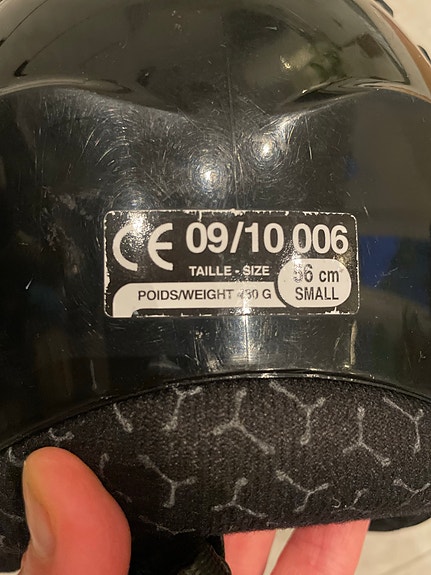 CE 09/10 006
TAILLE - SIZE
56 cm
POIDS/WEIGHT G
SMALL